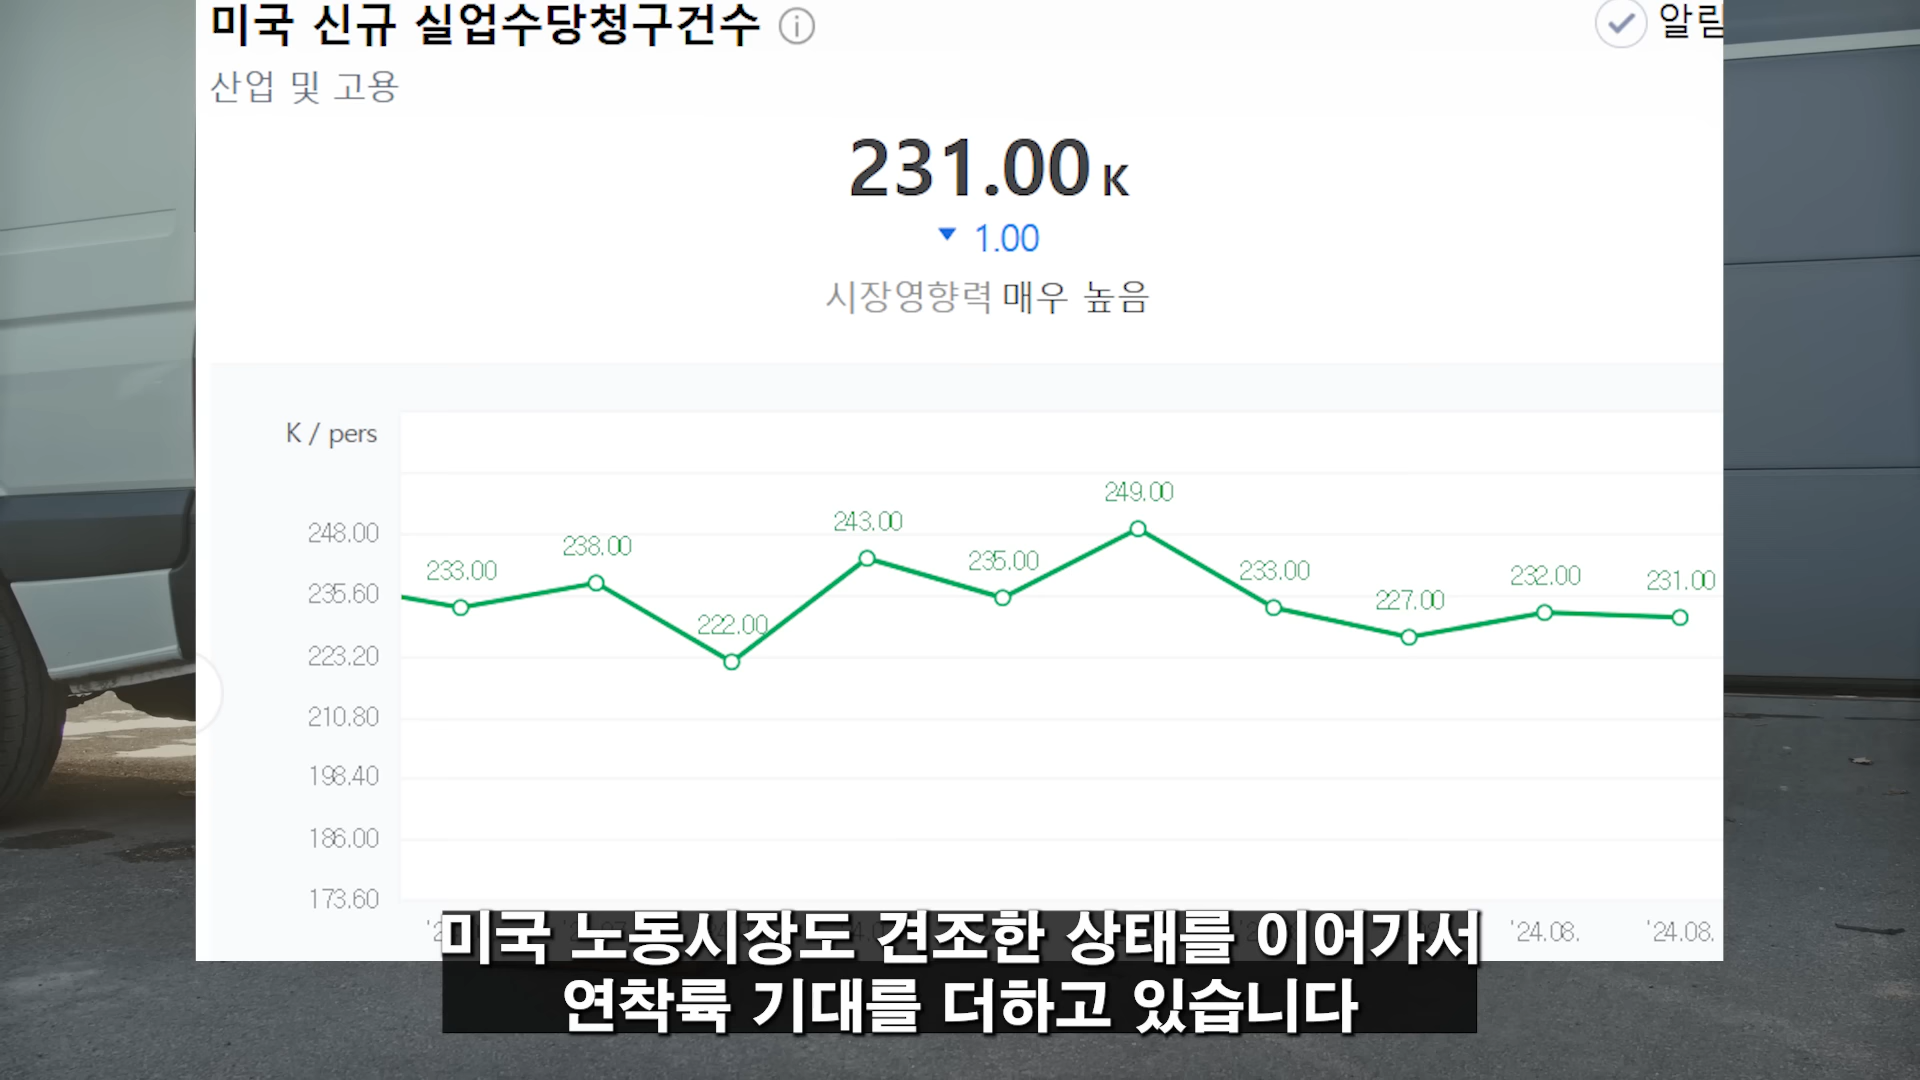 미국 신규 실업수당청구건수
알림
산업 및 고용
231.00 K
▼ 1.00
시장영향력 매우 높음
K / pers
248.00
235.60
223.20
210.80
198.40
186.00
173.60
233.00
238.00
222.00
243.00
235.00
249.00
233.00
227.00
232.00
231.00
'24.08.
'24.08.
미국 노동시장도 견조한 상태를 이어가서
연착륙 기대를 더하고 있습니다